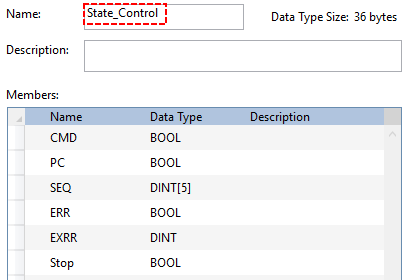 Name: State_Control Data Type Size: 36 bytes
Description:
Members:
Name Data Type Description
CMD BOOL
PC BOOL
SEQ DINT[5]
ERR BOOL
EXRR DINT
Stop BOOL